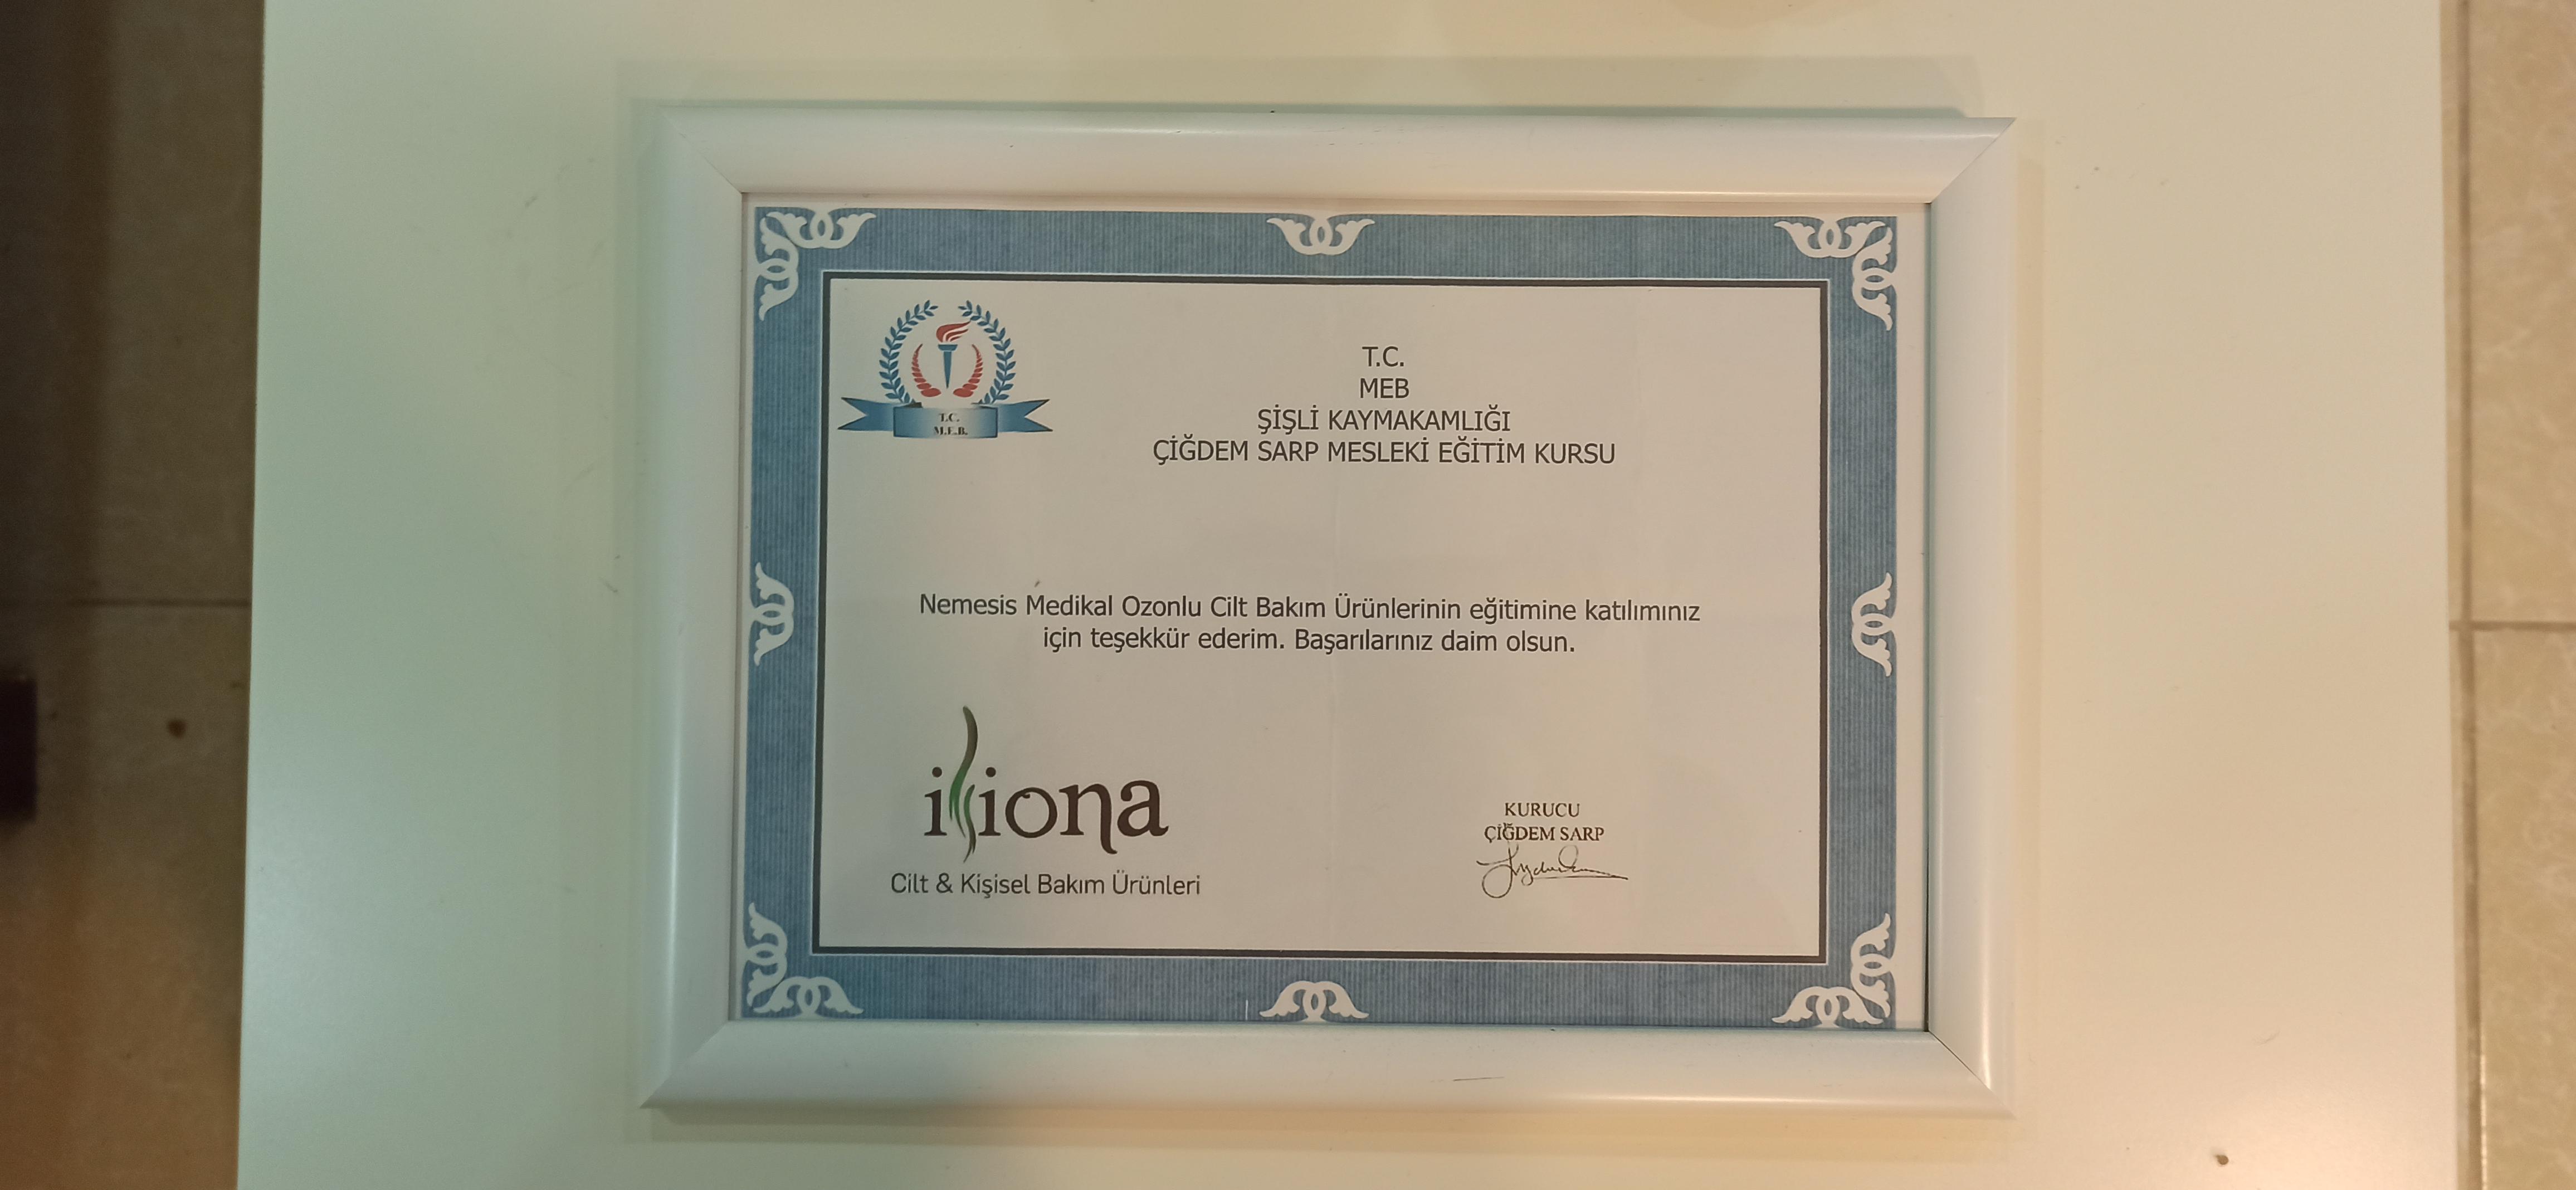 T.C.
M.E.B.
T.C.
MEB
ŞİŞLİ KAYMAKAMLIĞI
ÇİĞDEM SARP MESLEKİ EĞİTİM KURSU
Nemesis Medikal Ozonlu Cilt Bakım Ürünlerinin eğitimine katılımınız
için teşekkür ederim. Başarılarınız daim olsun.
iliona
Cilt & Kişisel Bakım Ürünleri
KURUCU
ÇİĞDEM SARP